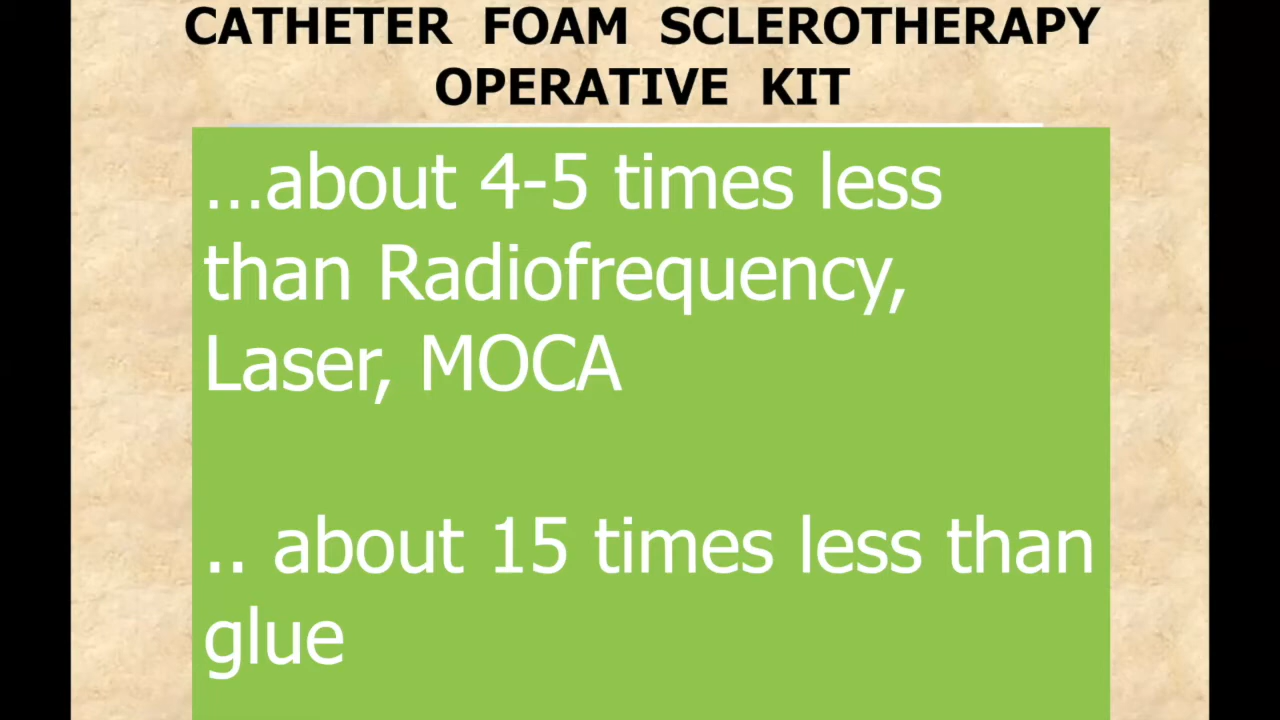 CATHETER FOAM SCLEROTHERAPY
OPERATIVE KIT
...about 4-5 times less
than Radiofrequency,
Laser, MOCA
.. about 15 times less than
glue